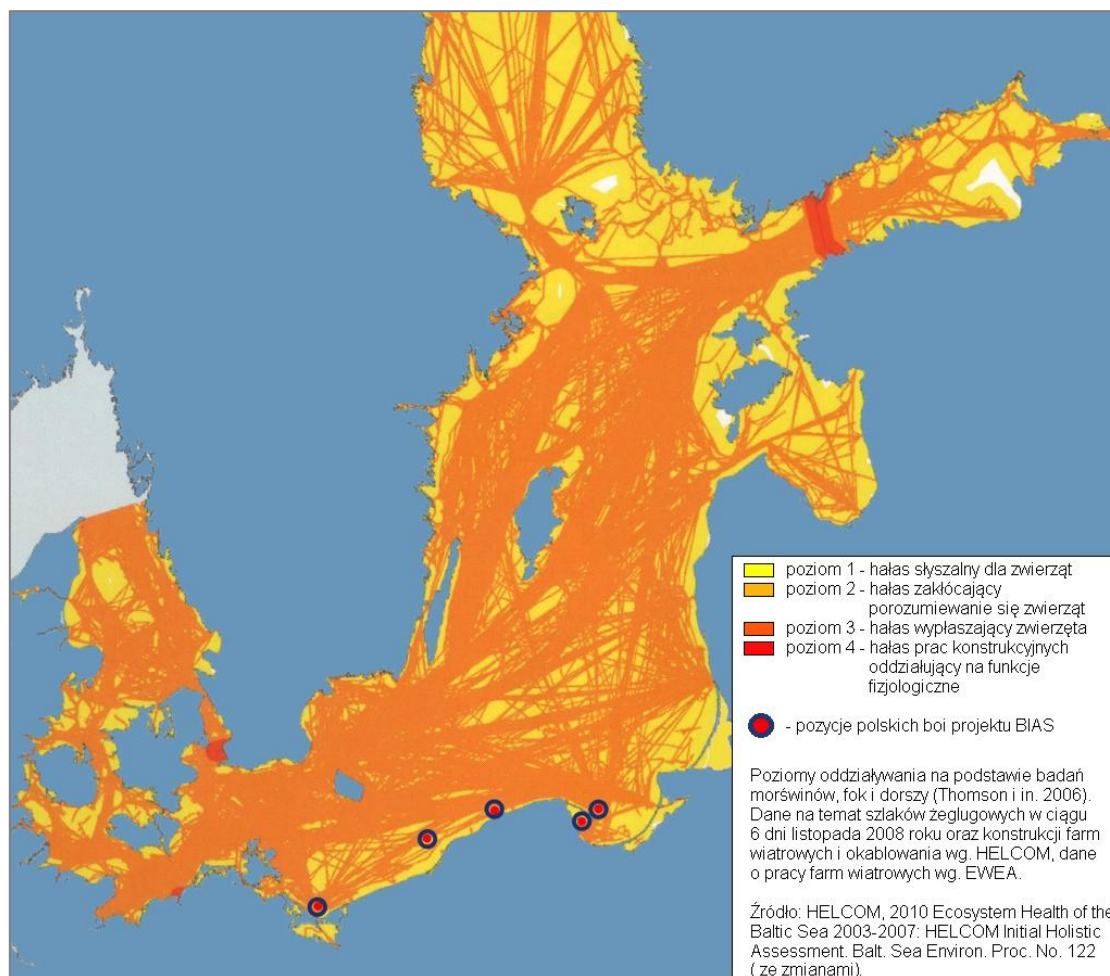 poziom 1 - hałas słyszalny dla zwierząt
poziom 2 - hałas zakłócający
porozumiewanie się zwierząt
poziom 3 - hałas wypłaszający zwierzęta
poziom 4 - hałas prac konstrukcyjnych
oddziałujący na funkcje
fizjologiczne
- pozycje polskich boi projektu BIAS
Poziomy oddziaływania na podstawie badań
morświnów, fok i dorszy (Thomson i in. 2006).
Dane na temat szlaków żeglugowych w ciągu
6 dni listopada 2008 roku oraz konstrukcji farm
wiatrowych i okablowania wg. HELCOM, dane
o pracy farm wiatrowych wg. EWEA.
Źródło: HELCOM, 2010 Ecosystem Health of the
Baltic Sea 2003-2007: HELCOM Initial Holistic
Assessment. Balt. Sea Environ. Proc. No. 122
( ze zmianami).